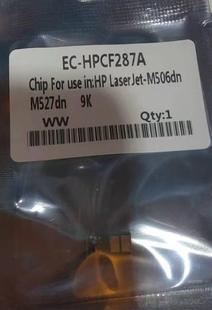 EC-HPCF287A
Chip For use in:HP LaserJet-M506dn
M527dn 9K
WW Qty:1